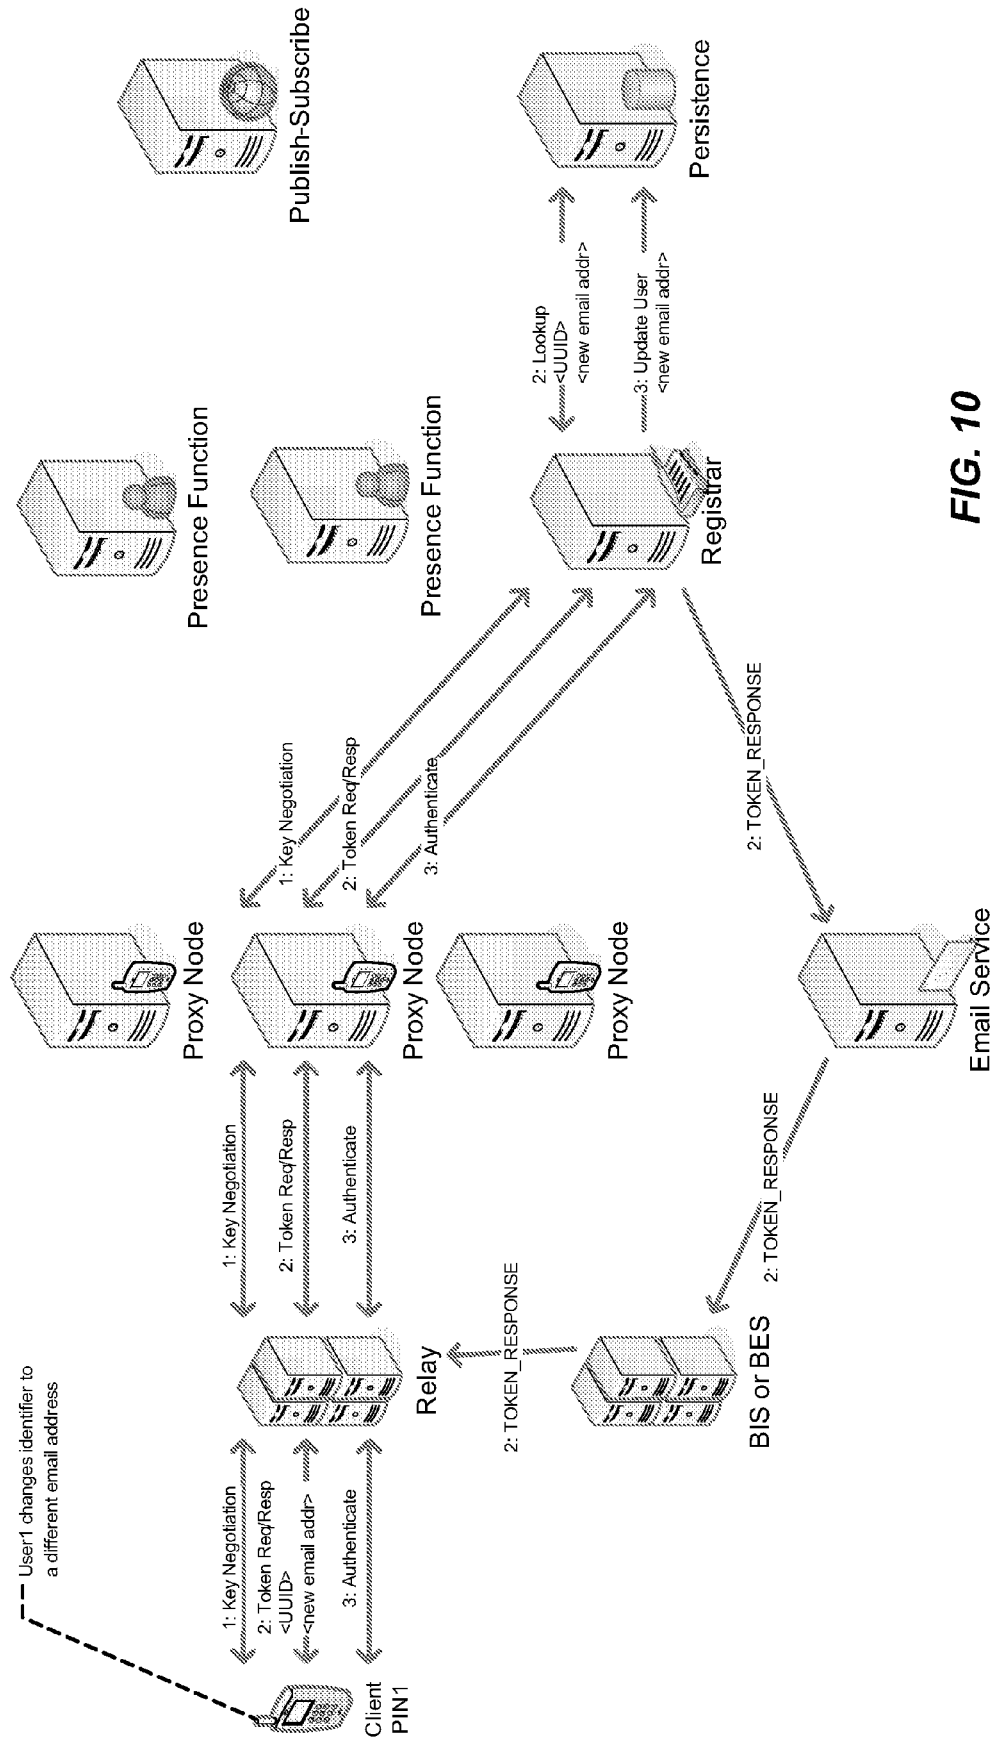 User1 changes identifier to
a different email address
Client
PIN1
1: Key Negotiation
2: Token Req/Resp
<UUID>
<new email addr>
3: Authenticate
Relay
2: TOKEN_RESPONSE
BIS or BES
1: Key Negotiation
2: Token Req/Resp
3: Authenticate
2: TOKEN_RESPONSE
Proxy Node
Proxy Node
Proxy Node
Email Service
1: Key Negotiation
2: Token Req/Resp
3: Authenticate
2: TOKEN_RESPONSE
Presence Function
Presence Function
Registrar
2: Lookup
<UUID>
<new email addr>
3: Update User
<new email addr>
Publish-Subscribe
Persistence
FIG. 10